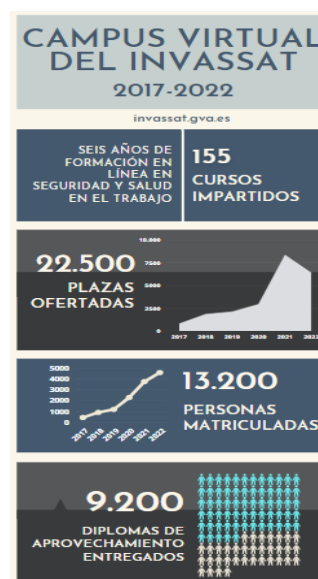 CAMPUS VIRTUAL
DEL INVASSAT
2017-2022
invassat.gva.es
SEIS AÑOS DE
FORMACIÓN EN
LÍNEA EN
SEGURIDAD Y SALUD
EN EL TRABAJO
155
CURSOS
IMPARTIDOS
22.500
PLAZAS
OFERTADAS
10.000
7500
5000
2500
0
2017 2018 2019 2020 2021 2022
5000
4000
3000
2000
1000
0
2017 2018 2019 2020 2021 2022
13.200
PERSONAS
MATRICULADAS
9.200
DIPLOMAS DE
APROVECHAMIENTO
ENTREGADOS